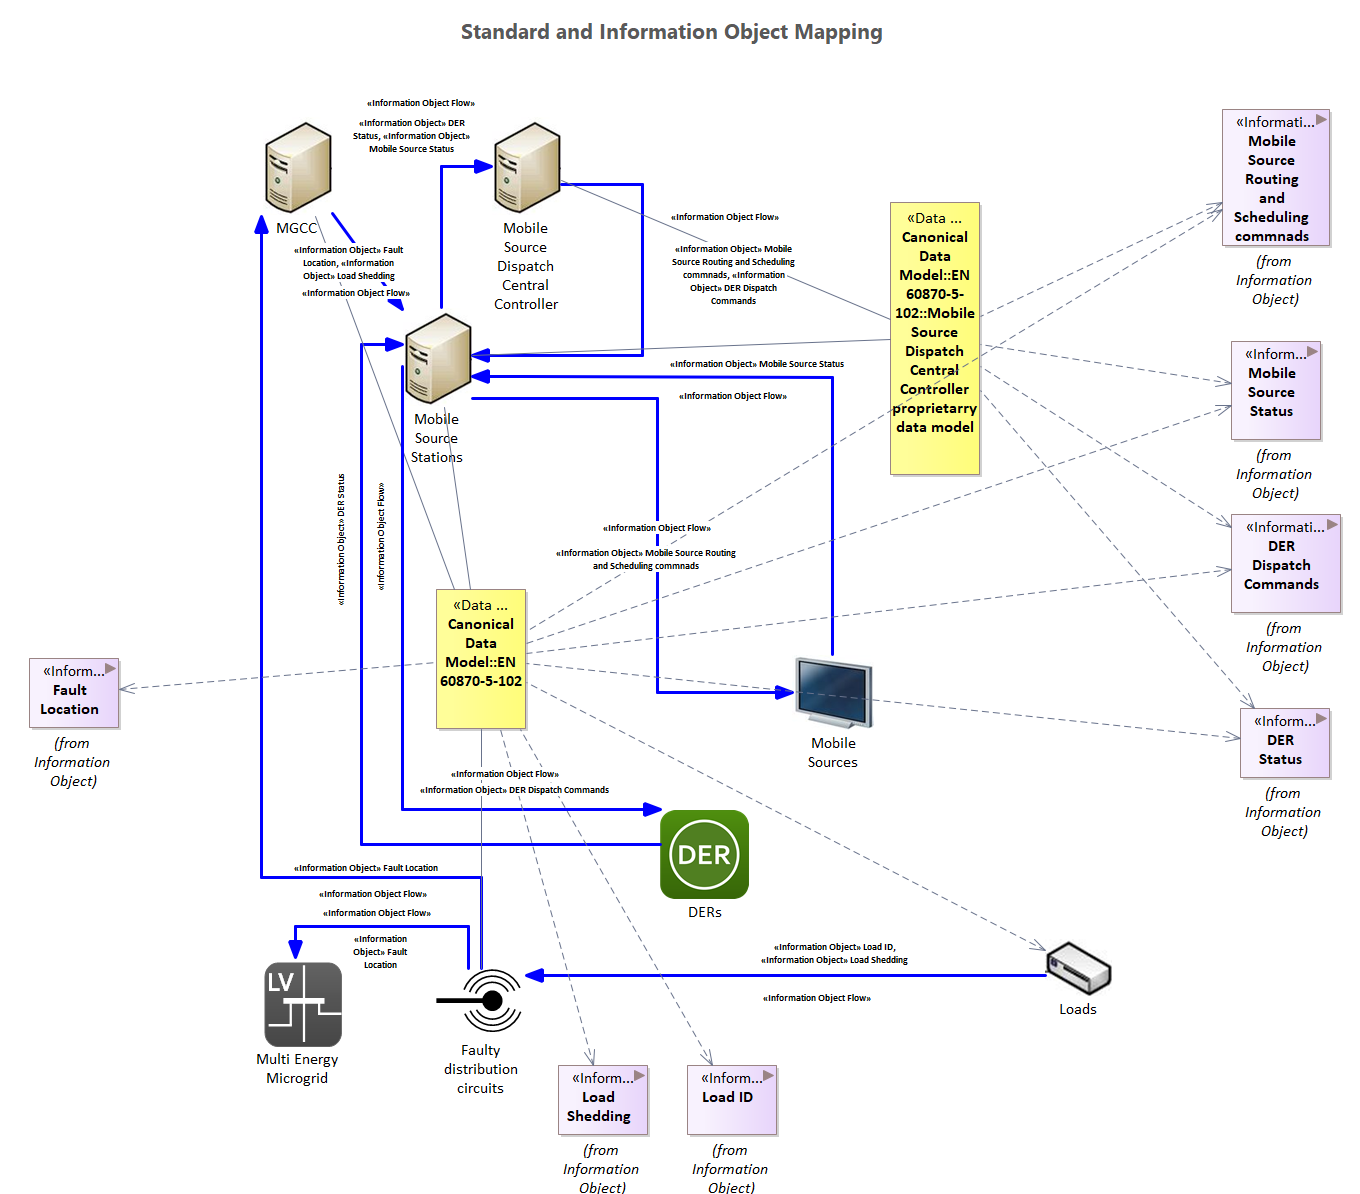 Standard and Information Object Mapping
«Information Object Flow»
«Information Object» DER
Status, «Information Object»
Mobile Source Status
MGCC
Mobile
Source
Dispatch
Central
Controller
«Information Object» Fault
Location, «Information
Object» Load Shedding
«Information Object Flow»
«Information Object Flow»
«Information Object» Mobile
Source Routing and Scheduling
commnads, «Information
Object» DER Dispatch
Commands
«Data ...
Canonical
Data
Model::EN
60870-5-
102::Mobile
Source
Dispatch
Central
Controller
proprietarry
data model
«Informati...
Mobile
Source
Routing
and
Scheduling
commnads
(from
Information
Object)
«Inform...
Mobile
Source
Status
(from
Information
Object)
«Information Object» Mobile Source Status
«Information Object Flow»
Mobile
Source
Stations
«Information Object» DER Status
«Information Object Flow»
«Information Object Flow»
«Information Object» Mobile Source Routing
and Scheduling commnads
«Informati...
DER
Dispatch
Commands
(from
Information
Object)
«Data ...
Canonical
Data
Model::EN
60870-5-102
«Inform...
Fault
Location
(from
Information
Object)
Mobile
Sources
«Inform...
DER
Status
(from
Information
Object)
«Information Object Flow»
«Information Object» DER Dispatch Commands
DER
DERs
«Information Object» Fault Location
«Information Object Flow»
«Information Object Flow»
«Information
Object» Fault
Location
LV
Multi Energy
Microgrid
Faulty
distribution
circuits
«Information Object» Load ID,
«Information Object» Load Shedding
«Information Object Flow»
Loads
«Inform...
Load
Shedding
(from
Information
Object)
«Inform...
Load ID
(from
Information
Object)